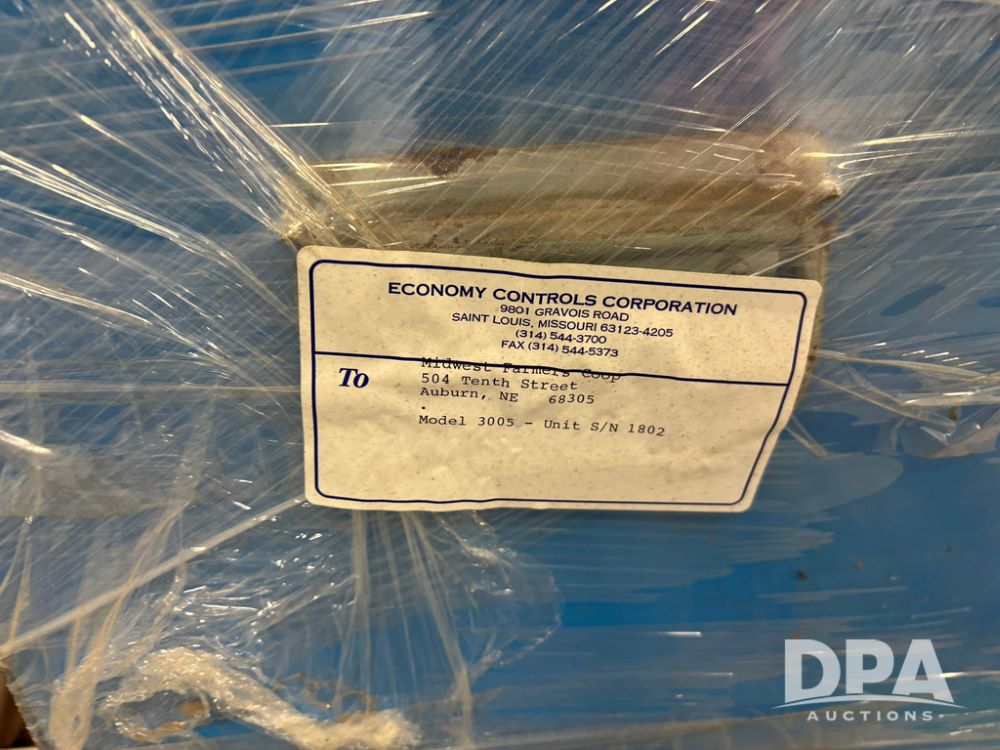 ECONOMY CONTROLS CORPORATION
9801 GRAVOIS ROAD
SAINT LOUIS, MISSOURI 63123-4205
(314) 544-3700
FAX (314) 544-5373
To
Midwest Farmers Coop
504 Tenth Street
Auburn, NE 68305
.
Model 3005 - Unit S/N 1802
DPA
AUCTIONS